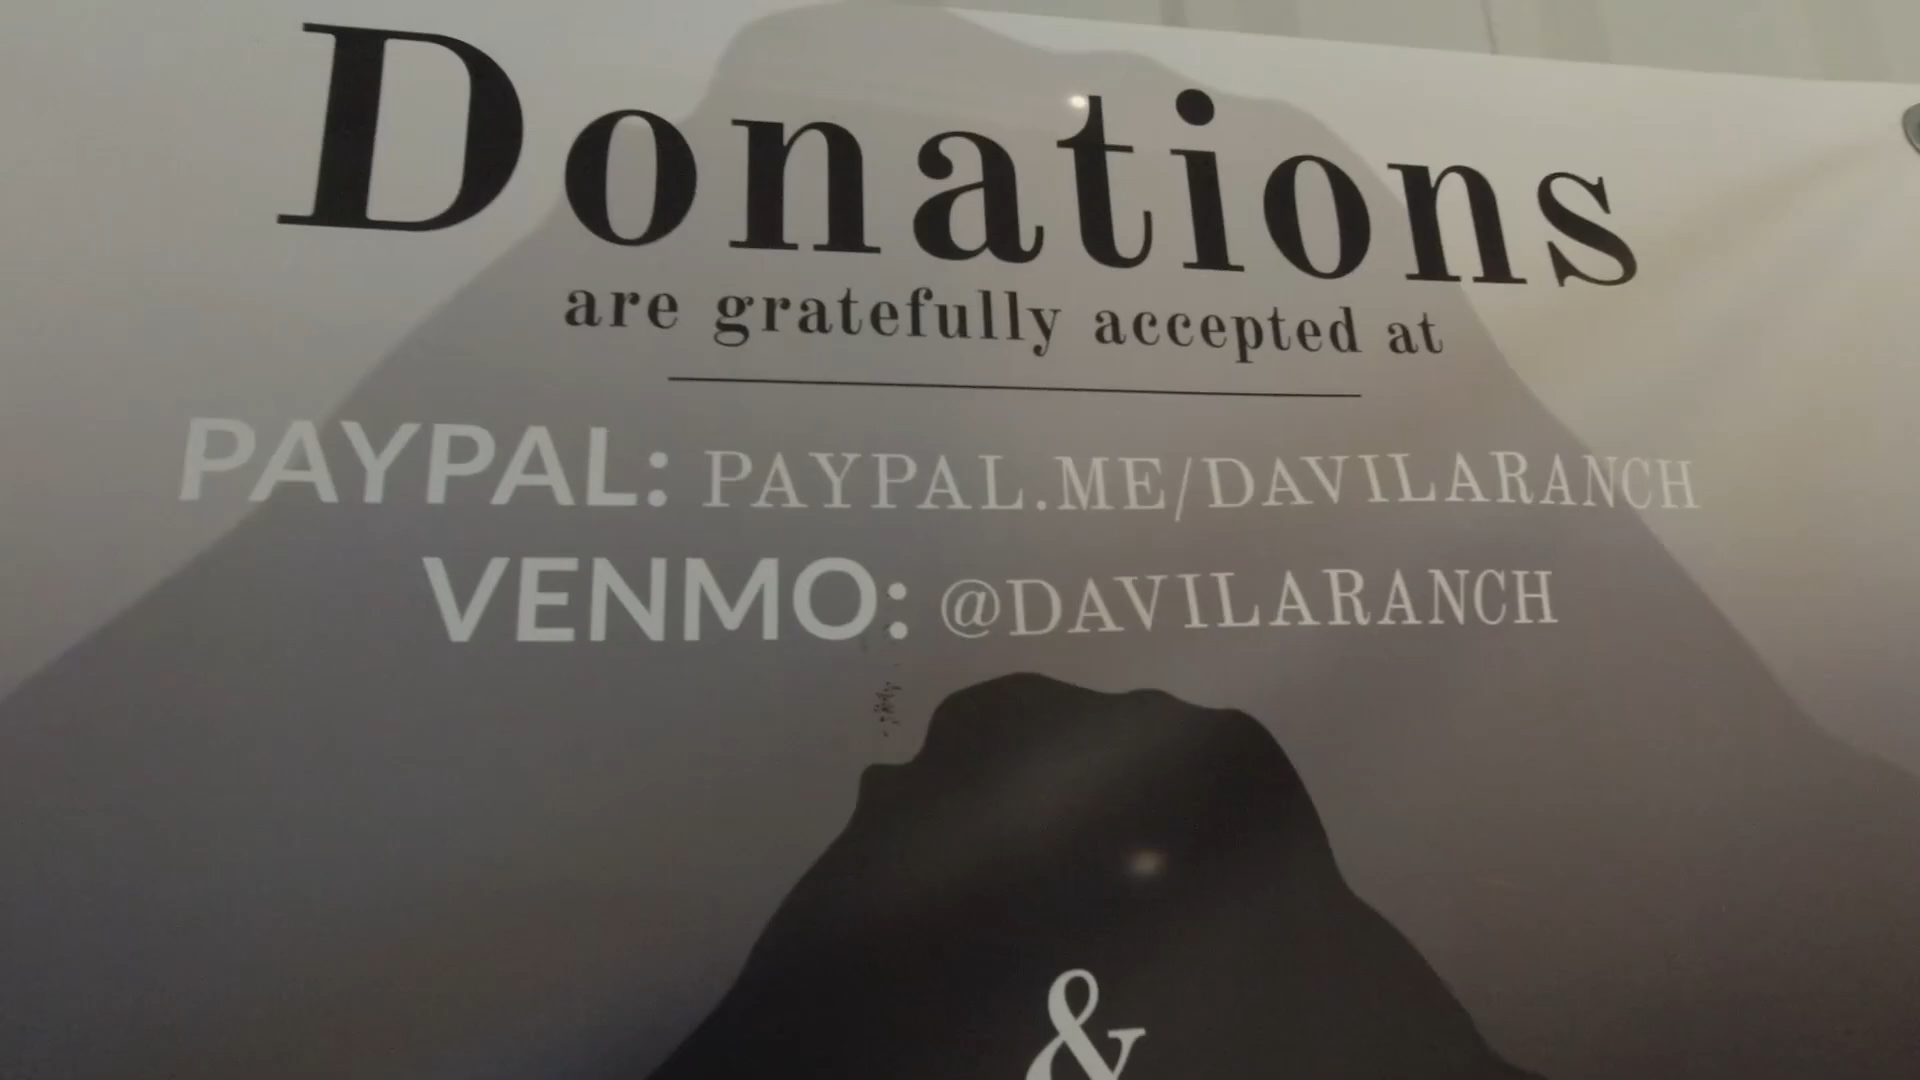 Donations
are gratefully accepted at
PAYPAL: PAYPAL.ME/DAVILARANCH
VENMO: @DAVILARANCH
&